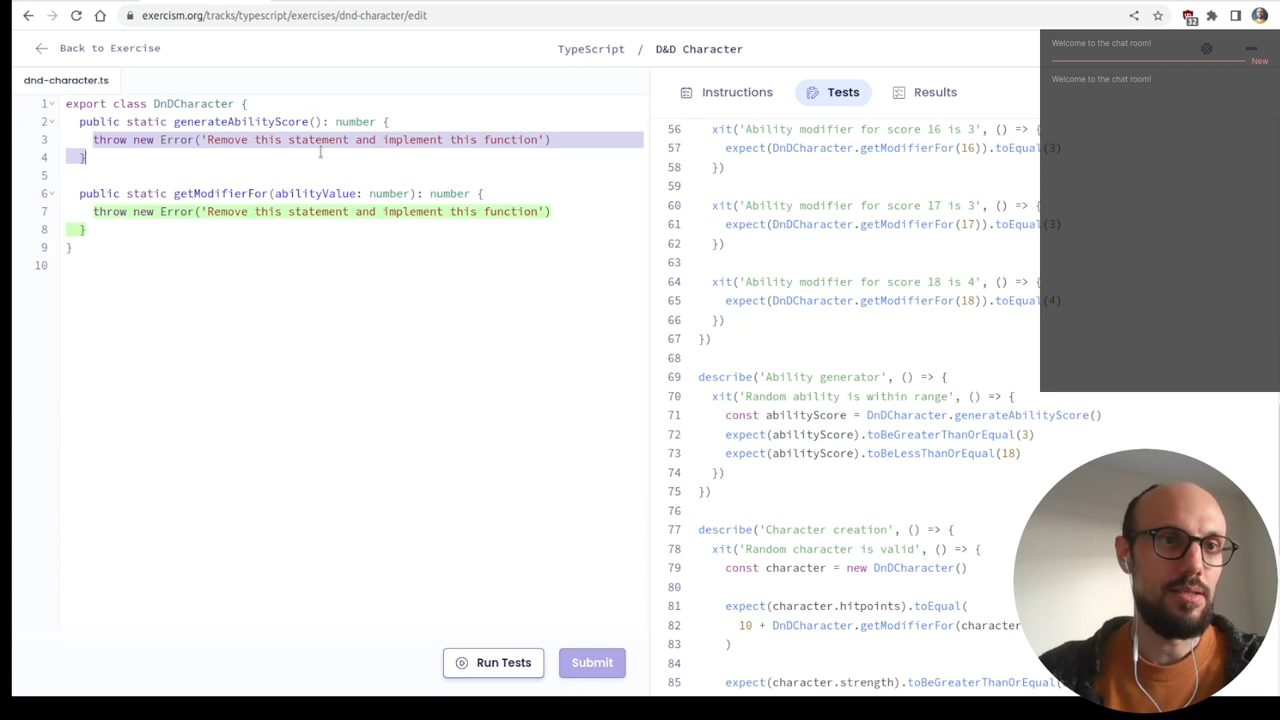 exercism.org/tracks/typescript/exercises/dnd-character/edit
32
Back to Exercise
TypeScript / D&D Character
dnd-character.ts
1 export class DnDCharacter {
2 public static generateAbilityScore(): number {
3 throw new Error('Remove this statement and implement this function')
4 }
5
6 public static getModifierFor(abilityValue: number): number {
7 throw new Error('Remove this statement and implement this function')
8 }
9 }
10
Run Tests
Submit
Instructions
Tests
Results
56 xit('Ability modifier for score 16 is 3', () => {
57 expect(DnDCharacter.getModifierFor(16)).toEqual(3)
58 })
59
60 xit('Ability modifier for score 17 is 3', () => {
61 expect(DnDCharacter.getModifierFor(17)).toEqual(3)
62 })
63
64 xit('Ability modifier for score 18 is 4', () => {
65 expect(DnDCharacter.getModifierFor(18)).toEqual(4)
66 })
67 })
68
69 describe('Ability generator', () => {
70 xit('Random ability is within range', () => {
71 const abilityScore = DnDCharacter.generateAbilityScore()
72 expect(abilityScore).toBeGreaterThanOrEqual(3)
73 expect(abilityScore).toBeLessThanOrEqual(18)
74 })
75 })
76
77 describe('Character creation', () => {
78 xit('Random character is valid', () => {
79 const character = new DnDCharacter()
80
81 expect(character.hitpoints).toEqual(
82 10 + DnDCharacter.getModifierFor(character
83 )
84
85 expect(character.strength).toBeGreaterThanOrEqual(
Welcome to the chat room!
New
Welcome to the chat room!